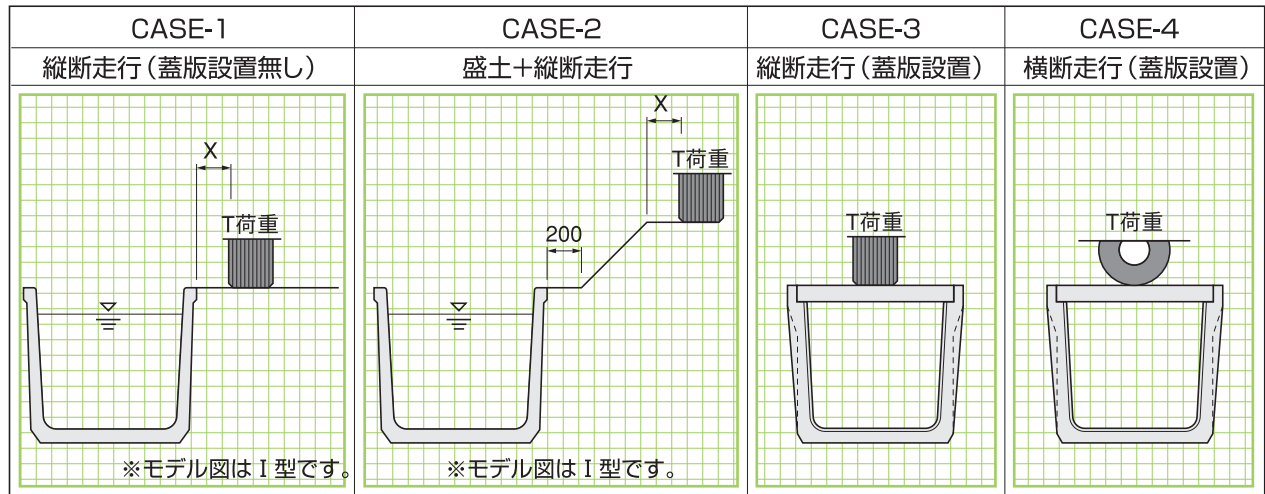 CASE-1
CASE-2
CASE-3
CASE-4
縦断走行(蓋版設置無し)
盛土+縦断走行
縦断走行(蓋版設置)
横断走行(蓋版設置)
X
T荷重
※モデル図はⅠ型です。
X
T荷重
200
※モデル図はⅠ型です。
T荷重
T荷重